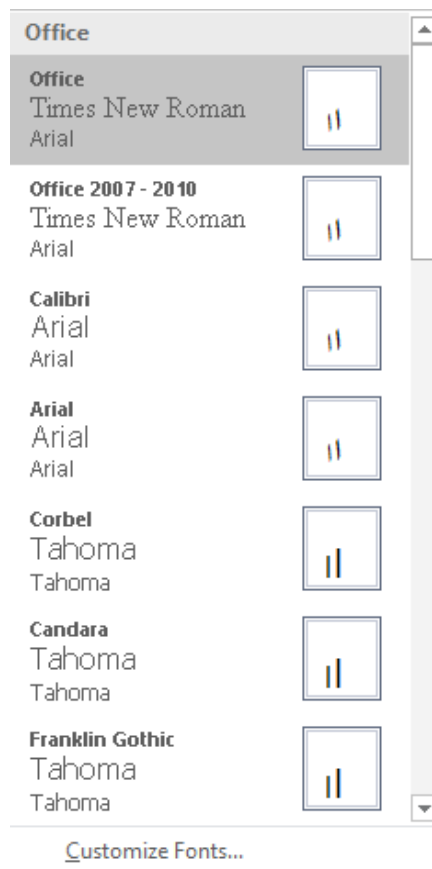 Office
Office
Times New Roman
Arial
Office 2007 - 2010
Times New Roman
Arial
Calibri
Arial
Arial
Arial
Arial
Arial
Corbel
Tahoma
Tahoma
Candara
Tahoma
Tahoma
Franklin Gothic
Tahoma
Tahoma
Customize Fonts...